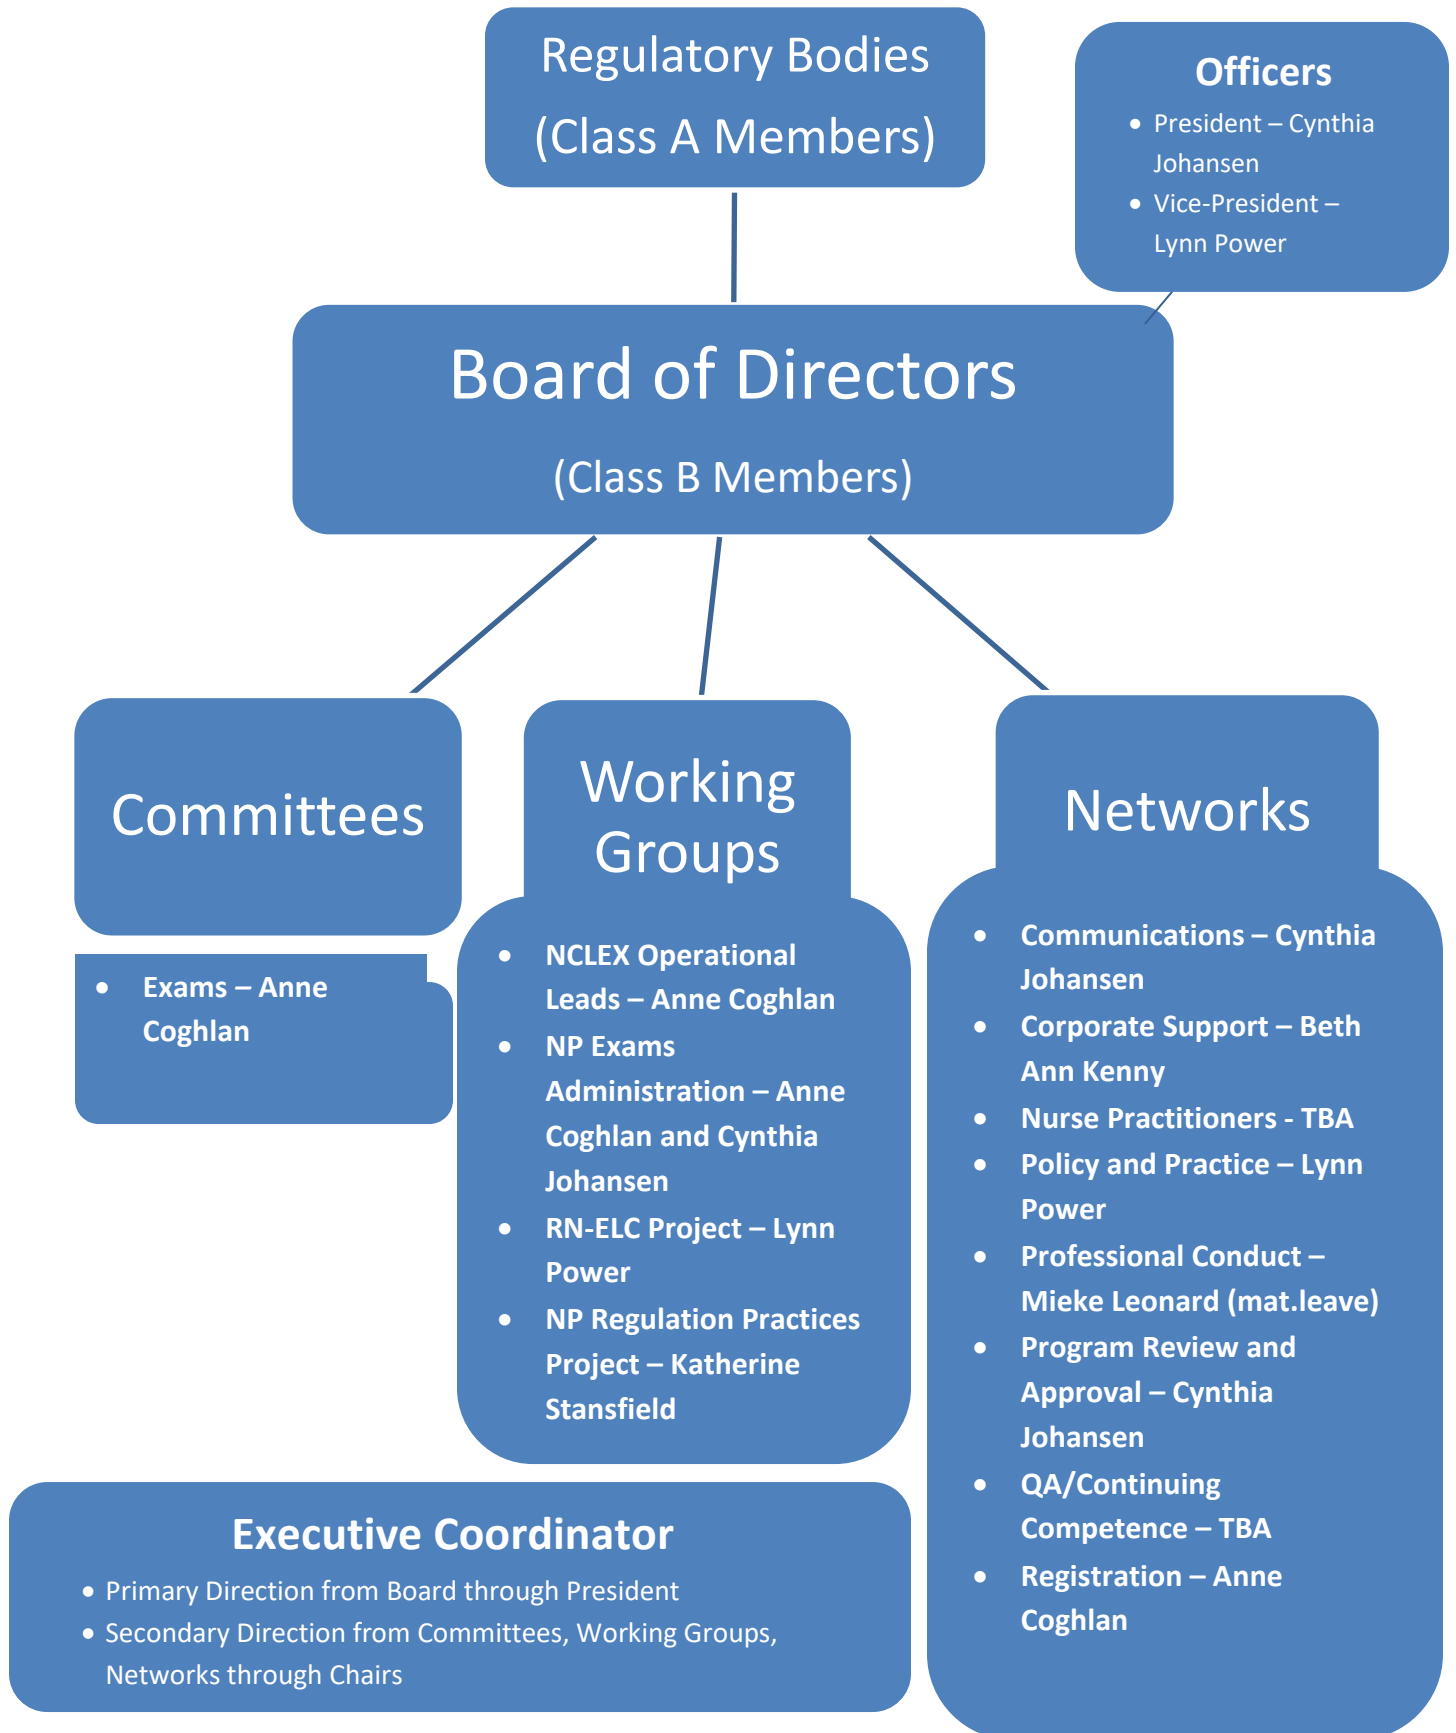 Regulatory Bodies
(Class A Members)
Officers
• President – Cynthia
Johansen
• Vice-President –
Lynn Power
Board of Directors
(Class B Members)
Committees
• Exams – Anne
Coghlan
Working
Groups
• NCLEX Operational
Leads – Anne Coghlan
• NP Exams
Administration – Anne
Coghlan and Cynthia
Johansen
• RN-ELC Project – Lynn
Power
• NP Regulation Practices
Project – Katherine
Stansfield
Networks
• Communications – Cynthia
Johansen
• Corporate Support – Beth
Ann Kenny
• Nurse Practitioners - TBA
• Policy and Practice – Lynn
Power
• Professional Conduct –
Mieke Leonard (mat.leave)
• Program Review and
Approval – Cynthia
Johansen
• QA/Continuing
Competence – TBA
• Registration – Anne
Coghlan
Executive Coordinator
• Primary Direction from Board through President
• Secondary Direction from Committees, Working Groups,
Networks through Chairs